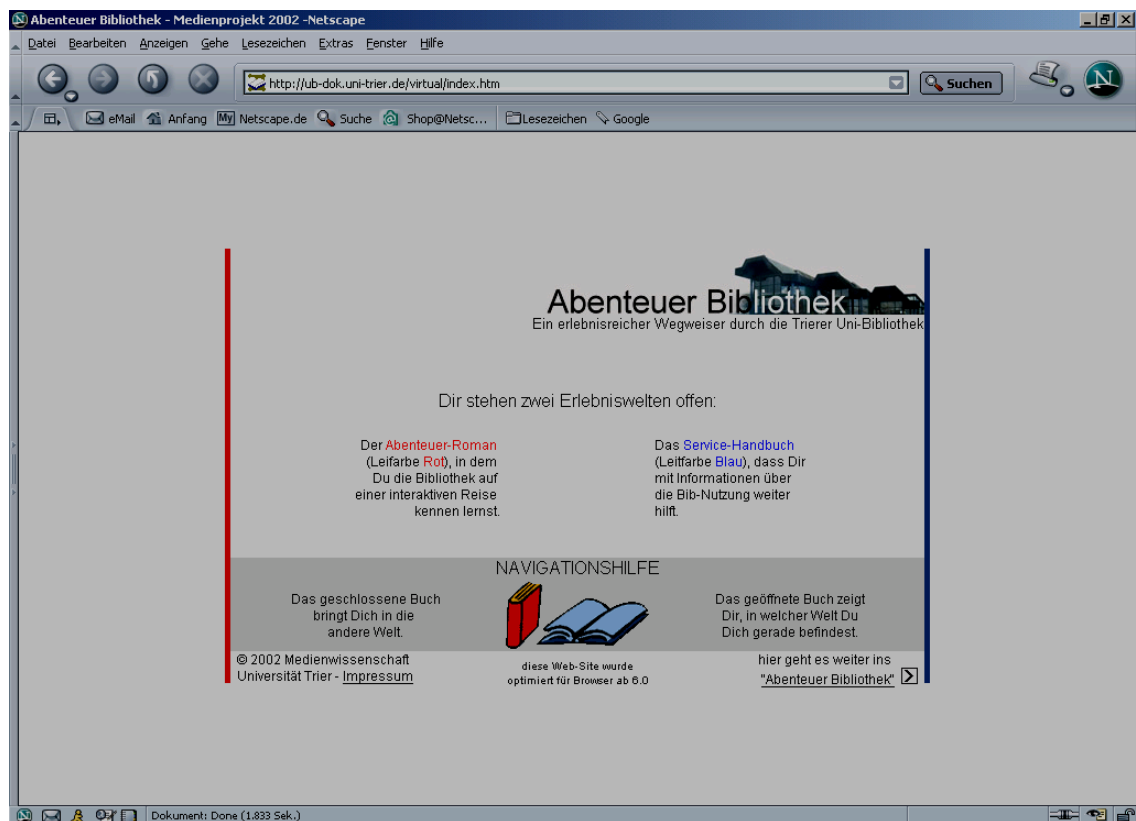 Abenteuer Bibliothek - Medienprojekt 2002 -Netscape
Datei Bearbeiten Anzeigen Gehe Lesezeichen Extras Fenster Hilfe
http://ub-dok.uni-trier.de/virtual/index.htm
Suchen
N
eMail Anfang My Netscape.de Suche Shop@Netsc... Lesezeichen Google
Abenteuer Bibliothek
Ein erlebnisreicher Wegweiser durch die Trierer Uni-Bibliothek
Dir stehen zwei Erlebniswelten offen:
Der Abenteuer-Roman
(Leifarbe Rot), in dem
Du die Bibliothek auf
einer interaktiven Reise
kennen lernst.
Das Service-Handbuch
(Leitfarbe Blau), dass Dir
mit Informationen über
die Bib-Nutzung weiter
hilft.
NAVIGATIONSHILFE
Das geschlossene Buch
bringt Dich in die
andere Welt.
Das geöffnete Buch zeigt
Dir, in welcher Welt Du
Dich gerade befindest.
© 2002 Medienwissenschaft
Universität Trier - Impressum
diese Web-Site wurde
optimiert für Browser ab 6.0
hier geht es weiter ins
"Abenteuer Bibliothek"
Dokument: Done (1.833 Sek.)